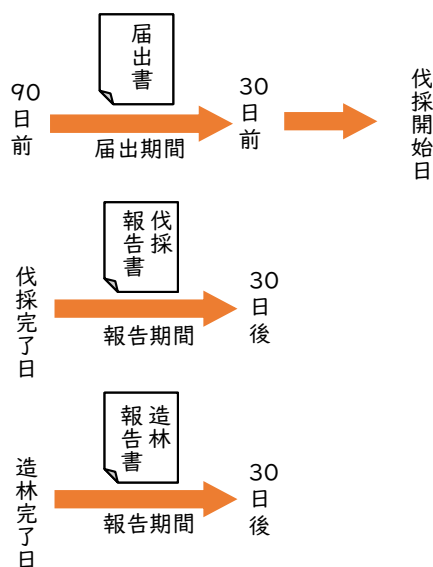 90日前
届出書
届出期間
30日前
伐採開始日
伐採完了日
伐採
報告書
報告期間
30日後
造林完了日
造林
報告書
報告期間
30日後